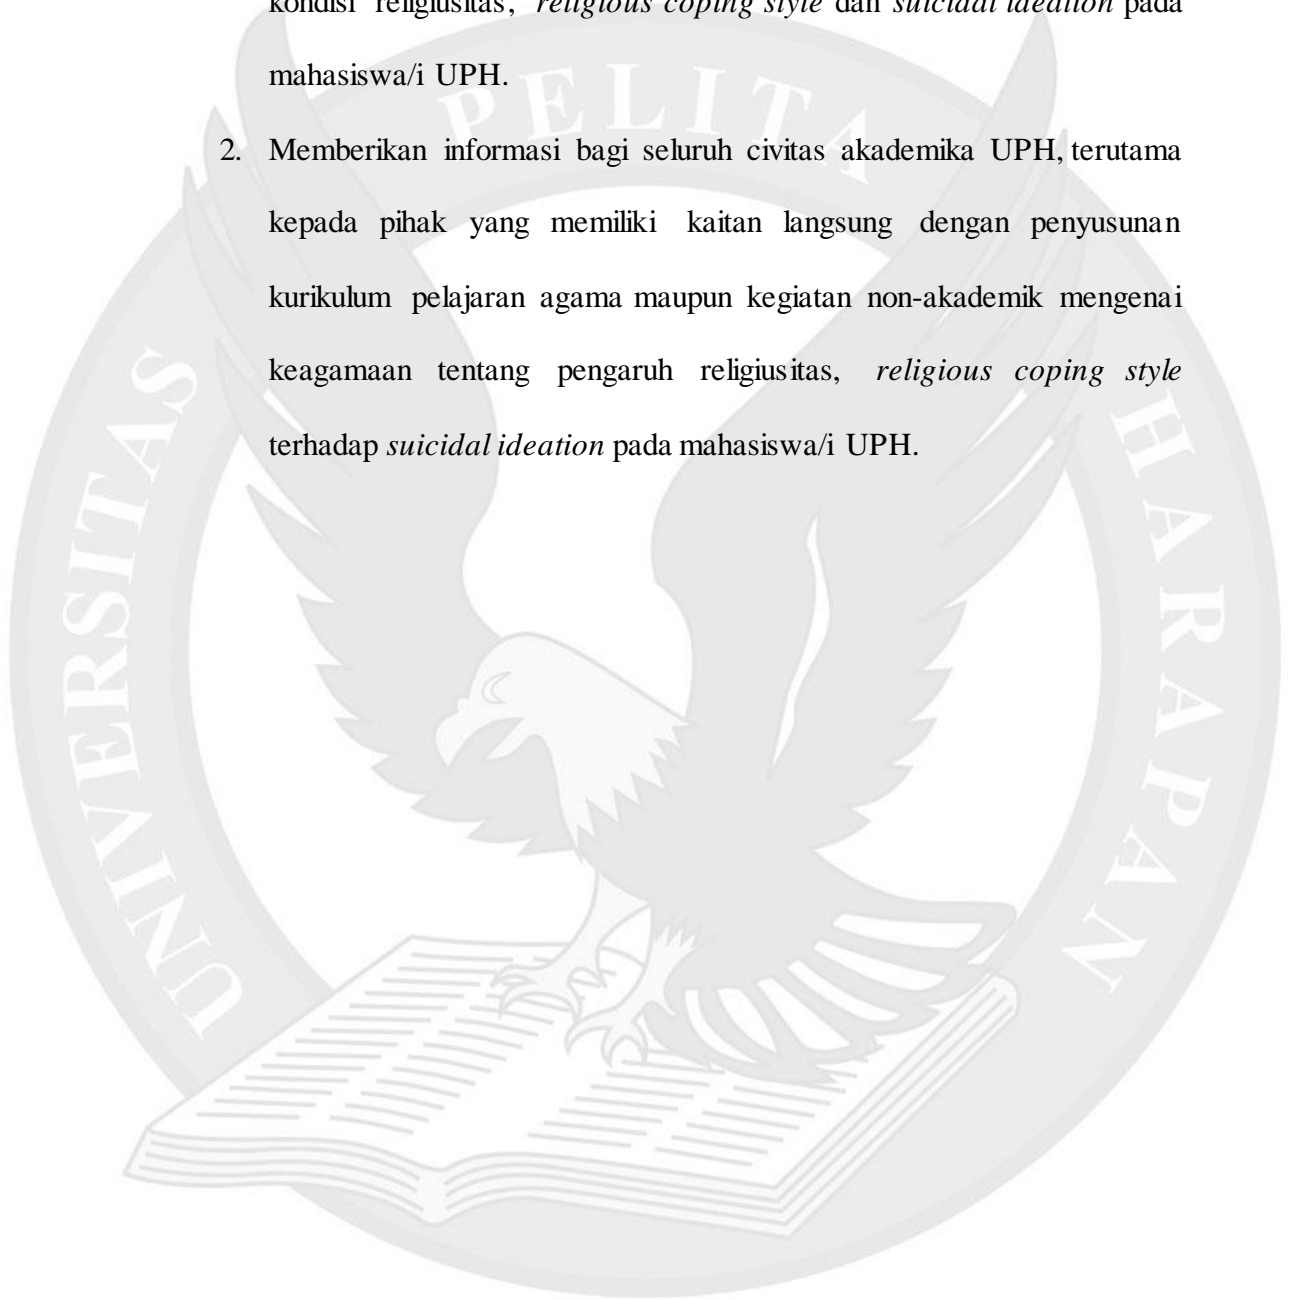 kondisi religiusitas, religious coping style dan suicidal ideation pada
mahasiswa/i UPH.
2. Memberikan informasi bagi seluruh civitas akademika UPH, terutama
kepada pihak yang memiliki kaitan langsung dengan penyusunan
kurikulum pelajaran agama maupun kegiatan non-akademik mengenai
keagamaan tentang pengaruh religiusitas, religious coping style
terhadap suicidal ideation pada mahasiswa/i UPH.
UNIVERSITAS PELITA HARAPAN